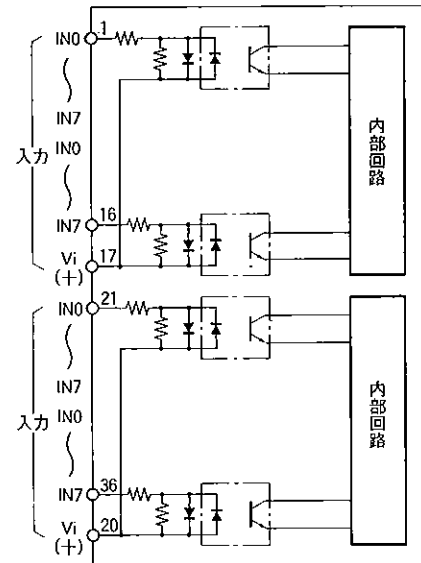 IN0 1
IN7
IN0
入力
IN7 16
Vi 17
(+)
内部回路
IN0 21
IN7
IN0
入力
IN7 36
Vi 20
(+)
内部回路